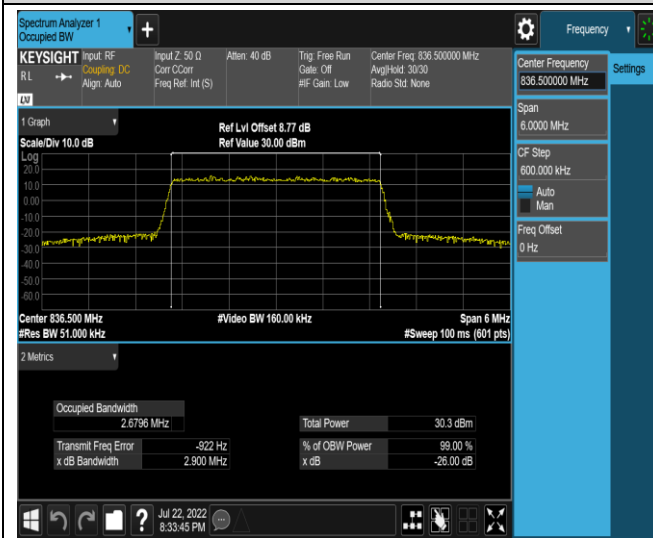 Spectrum Analyzer 1
Occupied BW
+
Frequency
KEYSIGHT
RL
LXI
Input: RF
Coupling: DC
Align: Auto
Input Z: 50 Ω
Corr CCorr
Freq Ref: Int (S)
Atten: 40 dB
Trig: Free Run
Gate: Off
#IF Gain: Low
Center Freq: 836.500000 MHz
Avg|Hold: 30/30
Radio Std: None
1 Graph
Scale/Div 10.0 dB
Ref Lvl Offset 8.77 dB
Ref Value 30.00 dBm
Log
20.0
10.0
0.00
-10.0
-20.0
-30.0
-40.0
-50.0
-60.0
Center 836.500 MHz
#Res BW 51.000 kHz
#Video BW 160.00 kHz
Span 6 MHz
#Sweep 100 ms (601 pts)
2 Metrics
Occupied Bandwidth
2.6796 MHz
Transmit Freq Error -922 Hz
x dB Bandwidth 2.900 MHz
Total Power 30.3 dBm
% of OBW Power 99.00 %
x dB -26.00 dB
Center Frequency
836.500000 MHz
Settings
Span
6.0000 MHz
CF Step
600.000 kHz
Auto
Man
Freq Offset
0 Hz
?
Jul 22, 2022
8:33:45 PM